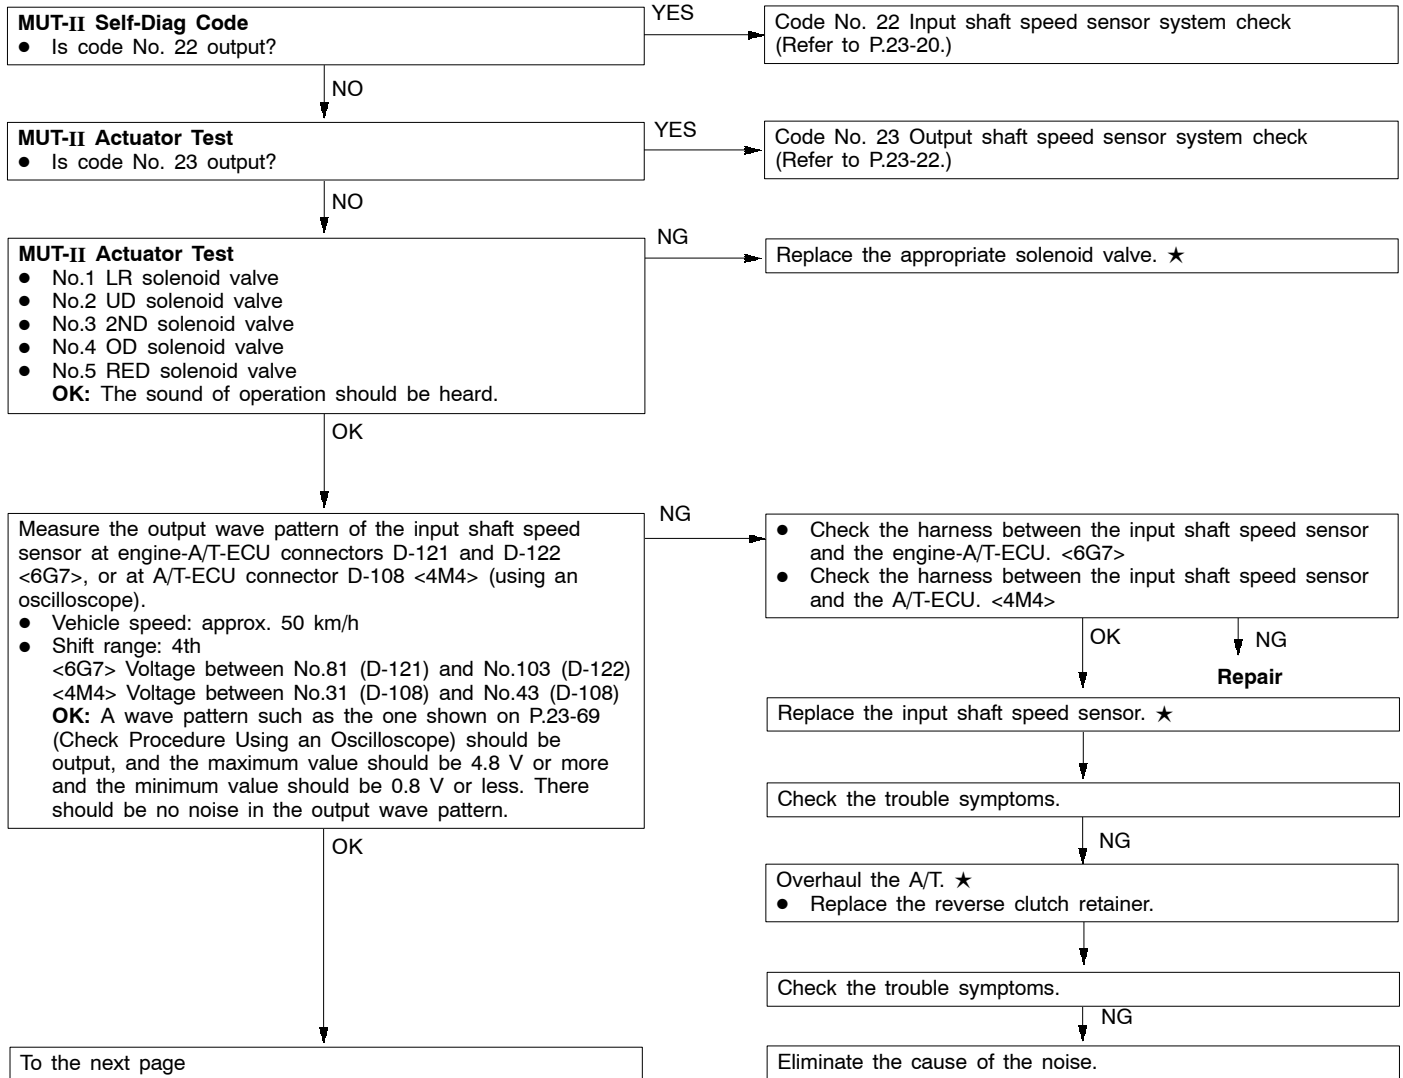 MUT-II Self-Diag Code
● Is code No. 22 output?
YES
Code No. 22 Input shaft speed sensor system check
(Refer to P.23-20.)
NO
MUT-II Actuator Test
● Is code No. 23 output?
YES
Code No. 23 Output shaft speed sensor system check
(Refer to P.23-22.)
NO
MUT-II Actuator Test
● No.1 LR solenoid valve
● No.2 UD solenoid valve
● No.3 2ND solenoid valve
● No.4 OD solenoid valve
● No.5 RED solenoid valve
OK: The sound of operation should be heard.
NG
Replace the appropriate solenoid valve. ★
OK
Measure the output wave pattern of the input shaft speed
sensor at engine-A/T-ECU connectors D-121 and D-122
<6G7>, or at A/T-ECU connector D-108 <4M4> (using an
oscilloscope).
● Vehicle speed: approx. 50 km/h
● Shift range: 4th
<6G7> Voltage between No.81 (D-121) and No.103 (D-122)
<4M4> Voltage between No.31 (D-108) and No.43 (D-108)
OK: A wave pattern such as the one shown on P.23-69
(Check Procedure Using an Oscilloscope) should be
output, and the maximum value should be 4.8 V or more
and the minimum value should be 0.8 V or less. There
should be no noise in the output wave pattern.
NG
● Check the harness between the input shaft speed sensor
and the engine-A/T-ECU. <6G7>
● Check the harness between the input shaft speed sensor
and the A/T-ECU. <4M4>
OK
NG
Repair
Replace the input shaft speed sensor. ★
Check the trouble symptoms.
NG
Overhaul the A/T. ★
● Replace the reverse clutch retainer.
Check the trouble symptoms.
NG
Eliminate the cause of the noise.
OK
To the next page